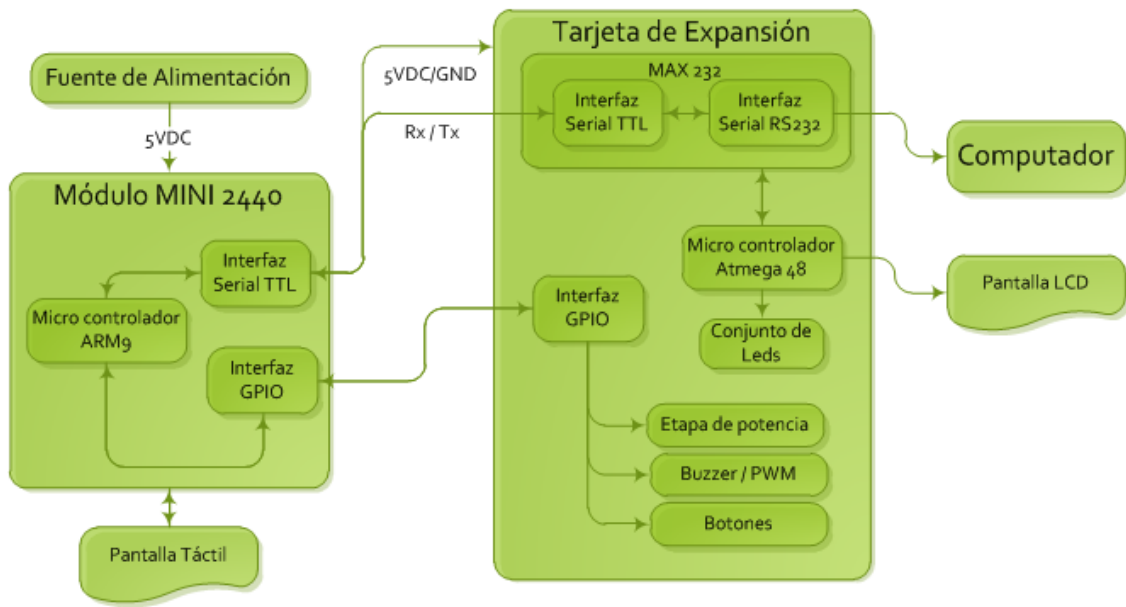 Fuente de Alimentación
5VDC
Módulo MINI 2440
Interfaz
Serial TTL
Micro controlador
ARM9
Interfaz
GPIO
Pantalla Táctil
5VDC/GND
Rx / Tx
Tarjeta de Expansión
MAX 232
Interfaz
Serial TTL
Interfaz
Serial RS232
Micro controlador
Atmega 48
Interfaz
GPIO
Conjunto de
Leds
Etapa de potencia
Buzzer / PWM
Botones
Computador
Pantalla LCD